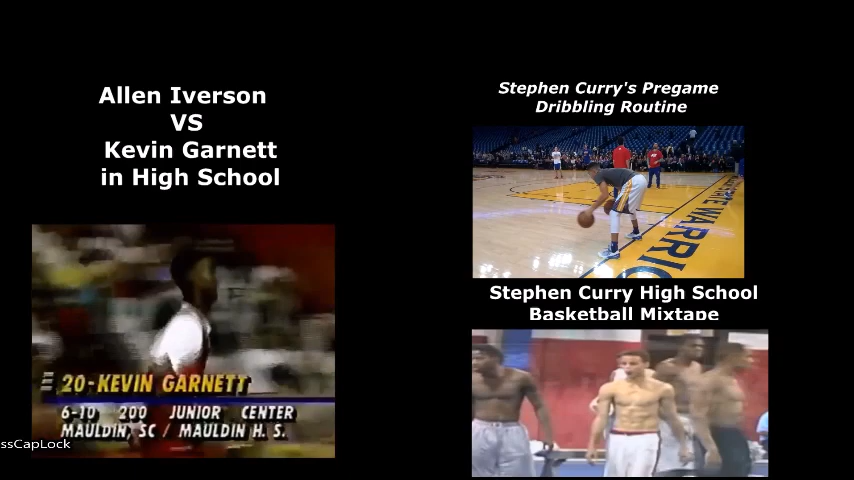 Allen Iverson
VS
Kevin Garnett
in High School
20-KEVIN GARNETT
6-10 200 JUNIOR CENTER
MAULDIN, SC / MAULDIN H. S.
ssCapLock
Stephen Curry's Pregame
Dribbling Routine
WARRIO
Stephen Curry High School
Basketball Mixtape